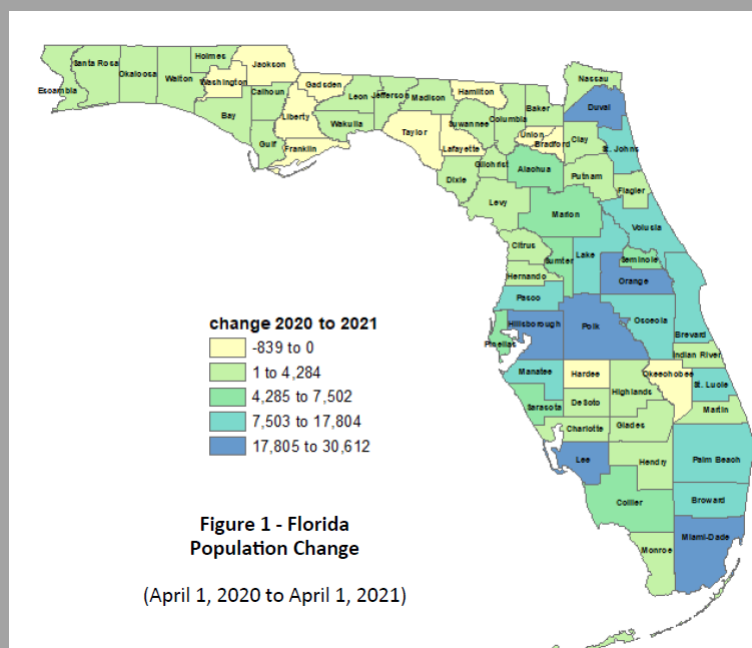 Holmes
Jackson
Santa Rosa
Okaloosa
Walton
Washington
Escambia
Calhoun
Bay
Gulf
Liberty
Franklin
Gadsden
Leon
Wakulla
Jefferson
Madison
Taylor
Hamilton
Suwannee
Lafayette
Columbia
Baker
Nassau
Duval
Union
Bradford
Clay
St. Johns
Gilchrist
Alachua
Putnam
Dixie
Flagler
Levy
Marion
Volusia
Citrus
Sumter
Lake
Seminole
Hernando
Orange
Pasco
Hillsborough
Polk
Osceola
Brevard
Pinellas
Indian River
Manatee
Hardee
Okeechobee
St. Lucie
Highlands
Sarasota
DeSoto
Martin
Charlotte
Glades
Lee
Hendry
Palm Beach
Collier
Broward
Monroe
Miami-Dade
change 2020 to 2021
-839 to 0
1 to 4,284
4,285 to 7,502
7,503 to 17,804
17,805 to 30,612
Figure 1 - Florida
Population Change
(April 1, 2020 to April 1, 2021)